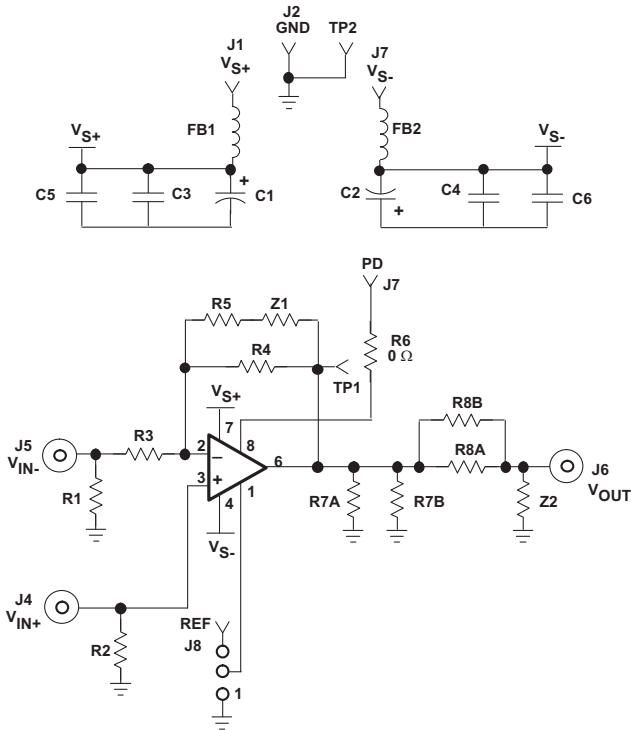 J2
GND
TP2
J1
VS+
J7
VS-
FB1
FB2
VS+
VS-
C5
C3
+
C1
C2
+
C4
C6
PD
J7
R5
Z1
R6
0 Ω
R4
TP1
VS+
7
8
R8B
J5
VIN-
R3
2
−
6
R8A
J6
VOUT
3
+
1
R1
4
R7A
R7B
Z2
VS-
J4
VIN+
REF
J8
R2
1